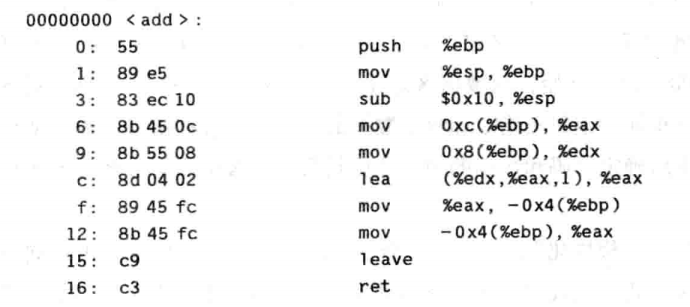 00000000 < add > :
0: 55 push %ebp
1: 89 e5 mov %esp, %ebp
3: 83 ec 10 sub $0x10, %esp
6: 8b 45 0c mov 0xc(%ebp), %eax
9: 8b 55 08 mov 0x8(%ebp), %edx
c: 8d 04 02 lea (%edx,%eax,1), %eax
f: 89 45 fc mov %eax, -0x4(%ebp)
12: 8b 45 fc mov -0x4(%ebp), %eax
15: c9 leave
16: c3 ret